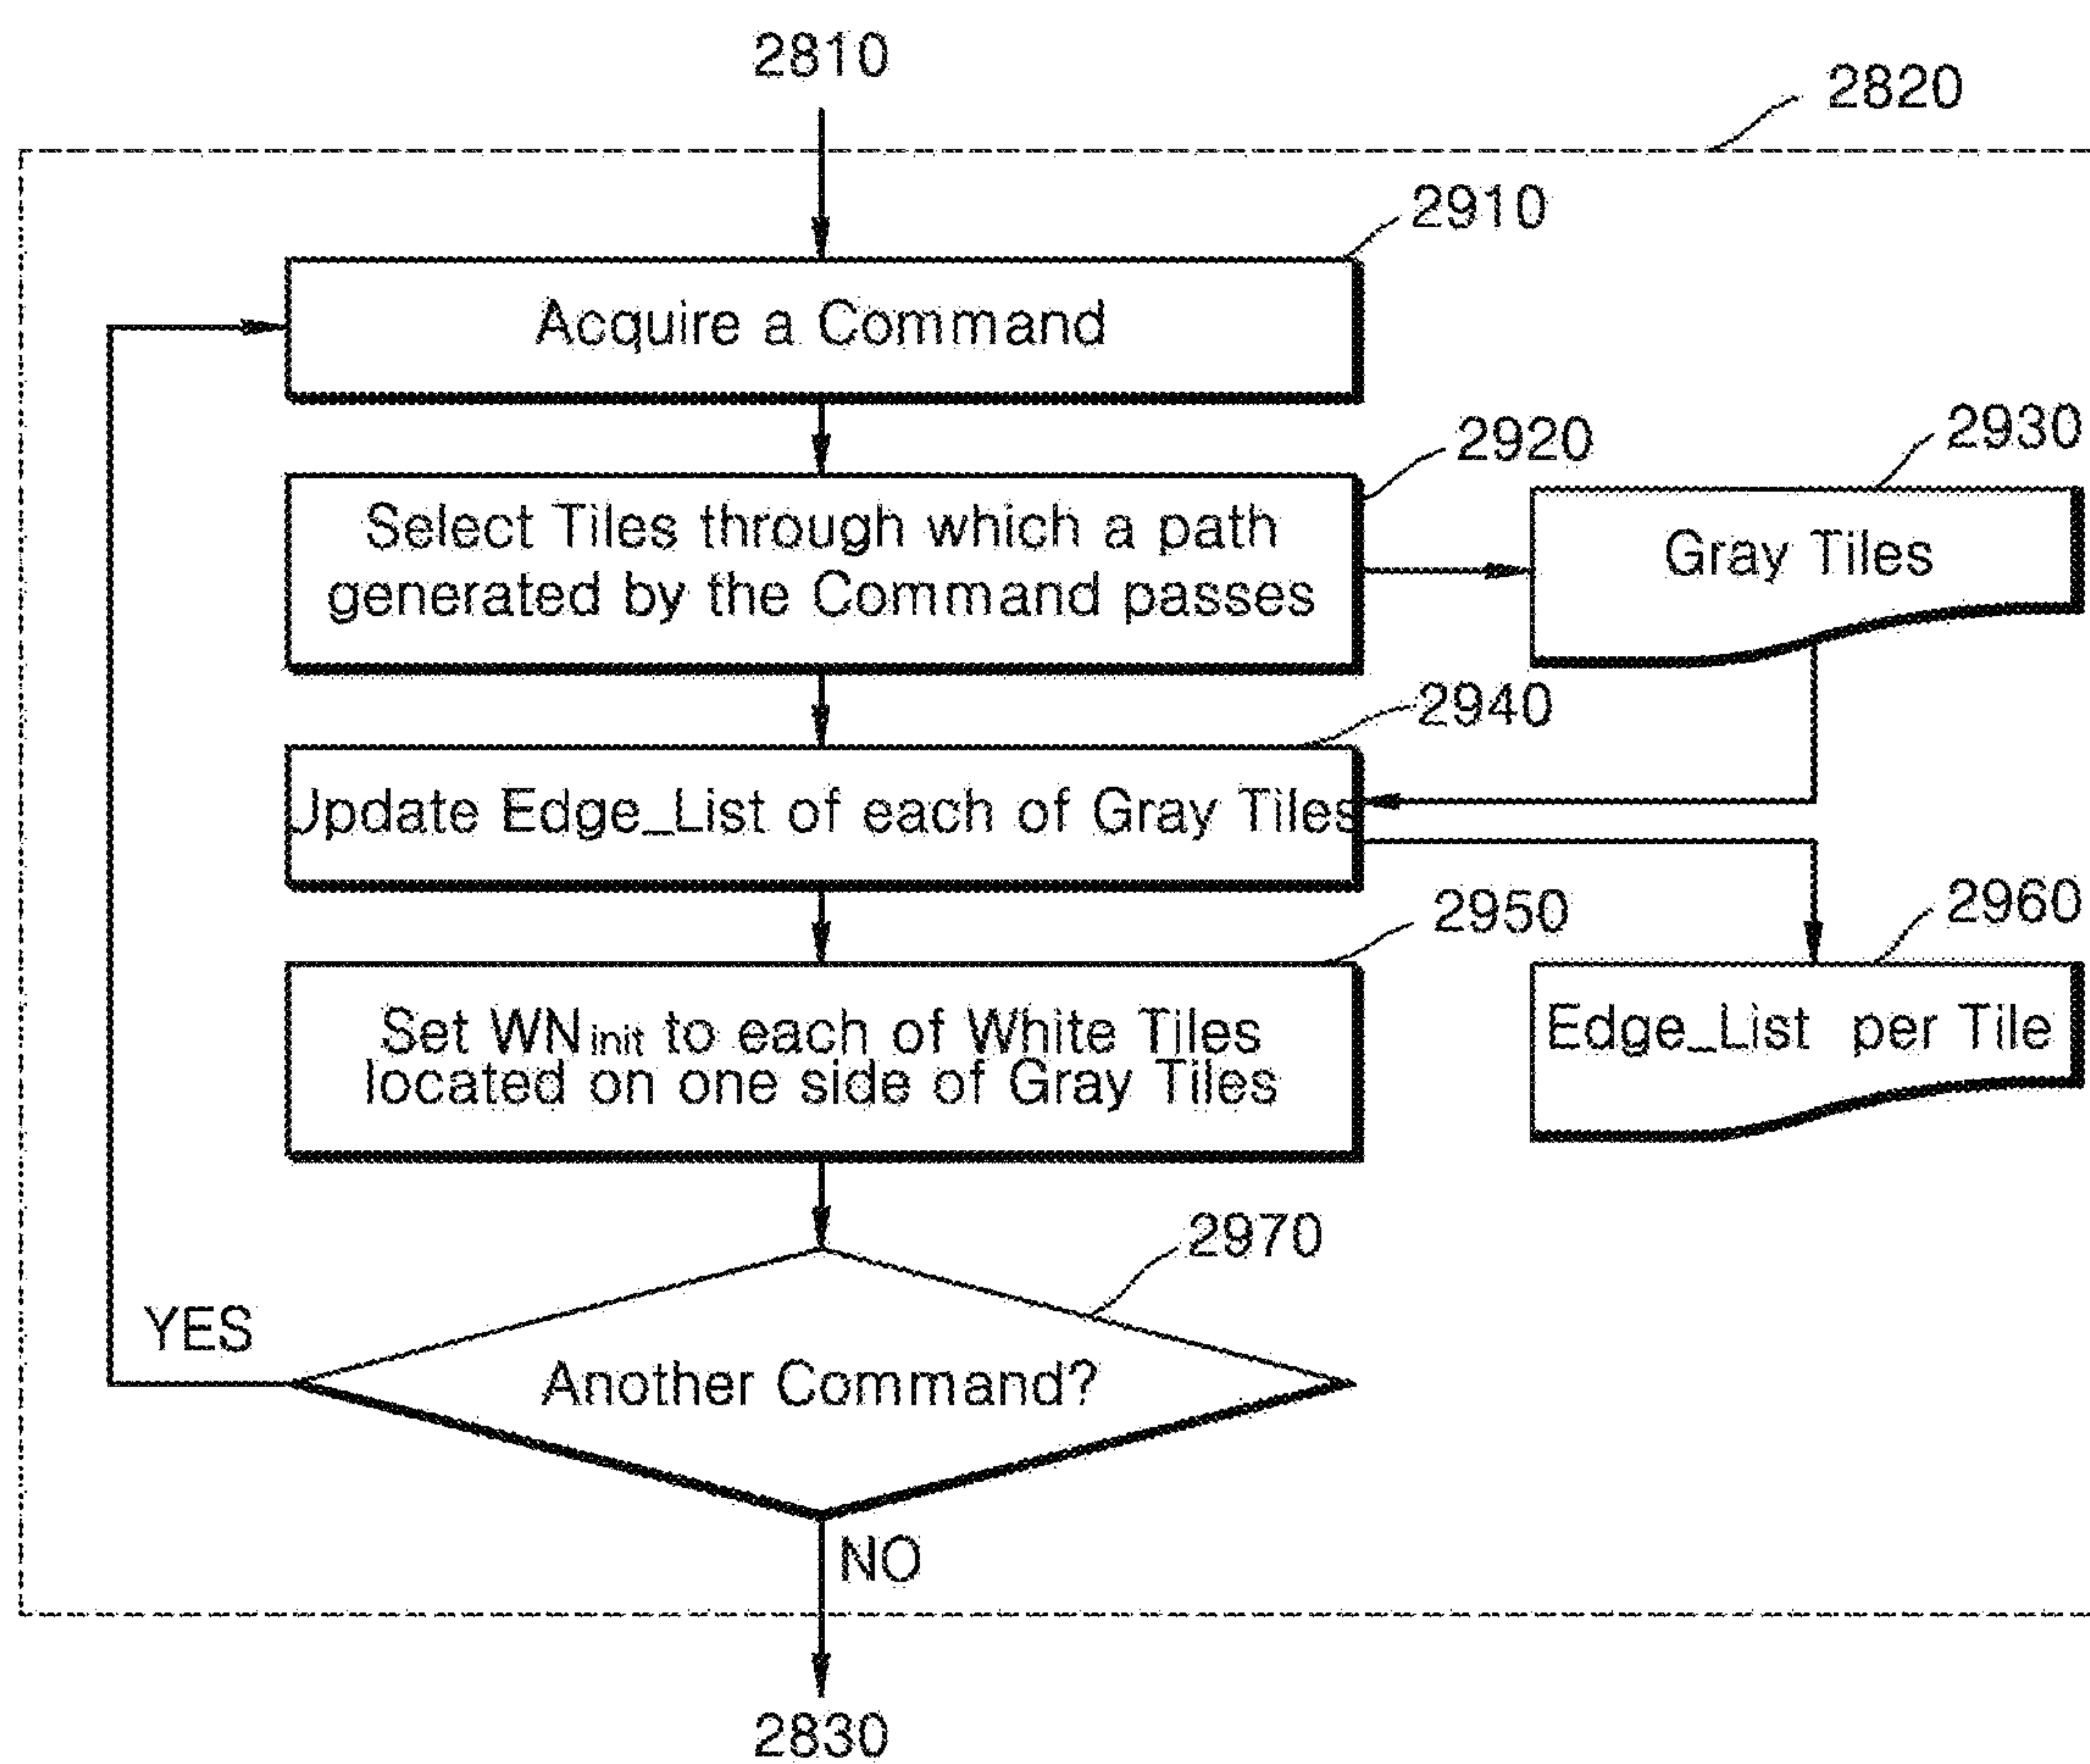 2810
2820
2910
Acquire a Command
2920
2930
Select Tiles through which a path
generated by the Command passes
Gray Tiles
2940
Update Edge_List of each of Gray Tiles
2950
2960
Set WNinit to each of White Tiles
located on one side of Gray Tiles
Edge_List per Tile
2970
YES
Another Command?
NO
2830